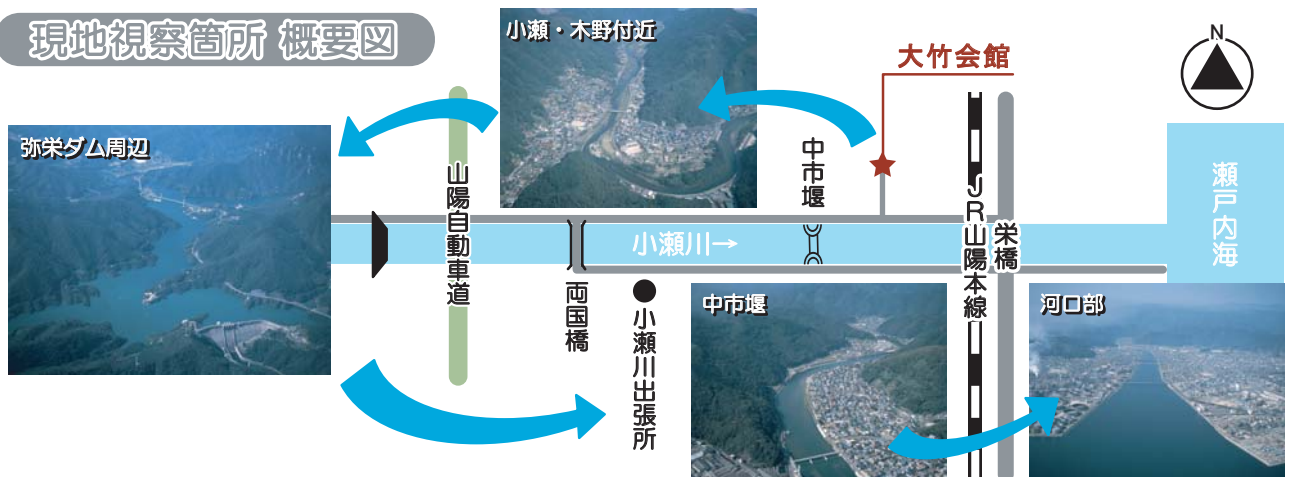 現地視察箇所 概要図
小瀬・木野付近
大竹会館
N
弥栄ダム周辺
中市堰
山陽自動車道
JR山陽本線
栄橋
瀬戸内海
小瀬川→
両国橋
小瀬川出張所
中市堰
河口部